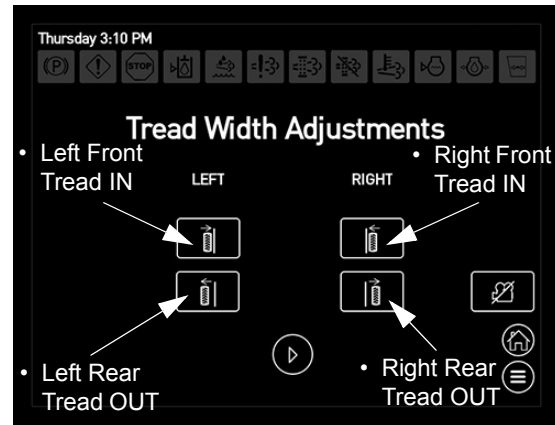 Thursday 3:10 PM
(P)
STOP
Tread Width Adjustments
• Left Front
Tread IN
LEFT
RIGHT
• Right Front
Tread IN
• Left Rear
Tread OUT
• Right Rear
Tread OUT